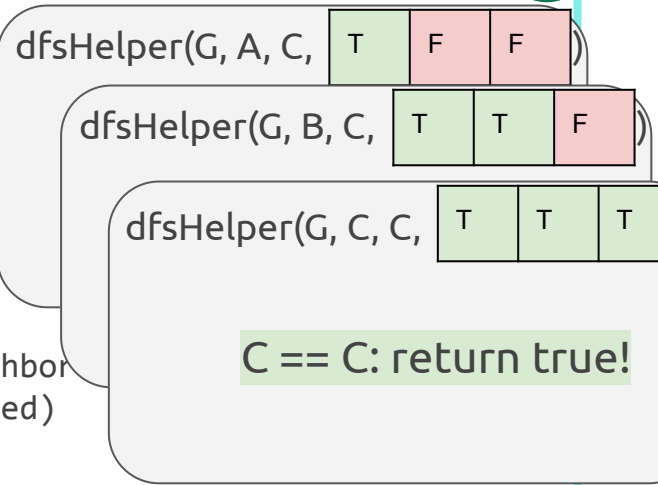 dfsHelper(G, A, C, T F F )
dfsHelper(G, B, C, T T F )
dfsHelper(G, C, C, T T T
C == C: return true!
hbor
ed)